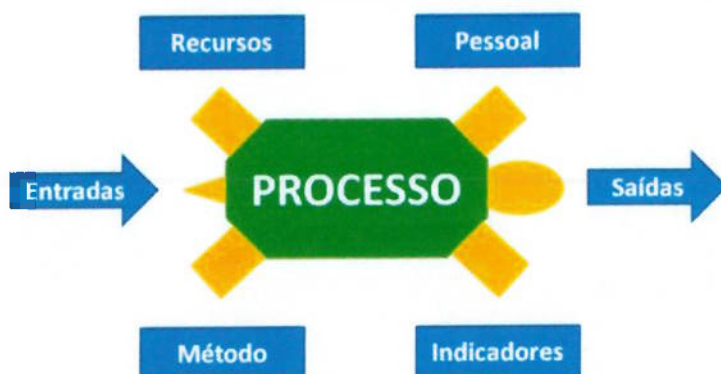 Recursos
Pessoal
Entradas
PROCESSO
Saídas
Método
Indicadores